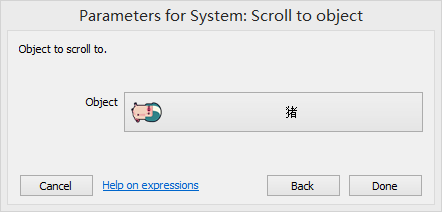 Parameters for System: Scroll to object
Object to scroll to.
Object
猪
Cancel
Help on expressions
Back
Done